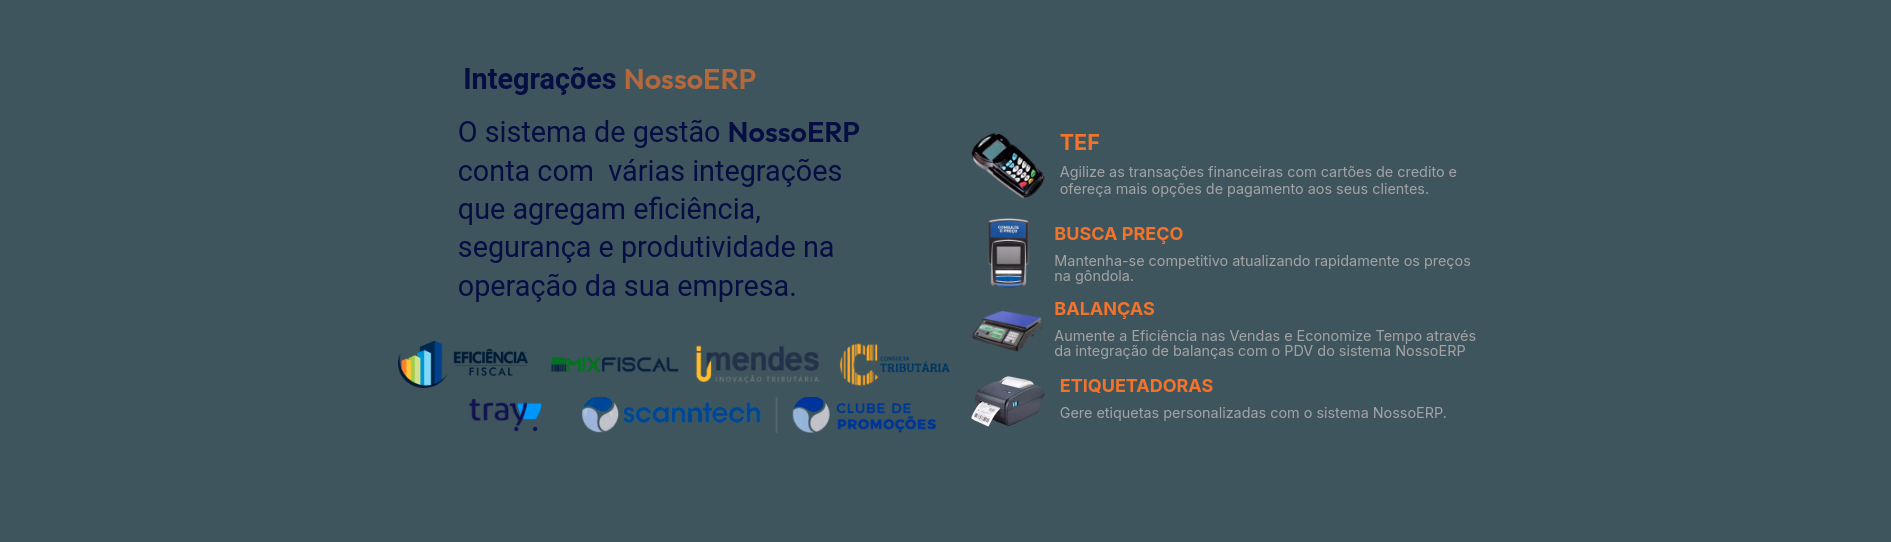 Integrações NossoERP
O sistema de gestão NossoERP
conta com várias integrações
que agregam eficiência,
segurança e produtividade na
operação da sua empresa.
EFICIÊNCIA
FISCAL
MIXFISCAL
imendes
INOVAÇÃO TRIBUTÁRIA
CONSULTA
TRIBUTÁRIA
tray
scanntech
CLUBE DE
PROMOÇÕES
TEF
Agilize as transações financeiras com cartões de credito e
ofereça mais opções de pagamento aos seus clientes.
CONSULTE
O PREÇO
BUSCA PREÇO
Mantenha-se competitivo atualizando rapidamente os preços
na gôndola.
BALANÇAS
Aumente a Eficiência nas Vendas e Economize Tempo através
da integração de balanças com o PDV do sistema NossoERP
ETIQUETADORAS
Gere etiquetas personalizadas com o sistema NossoERP.